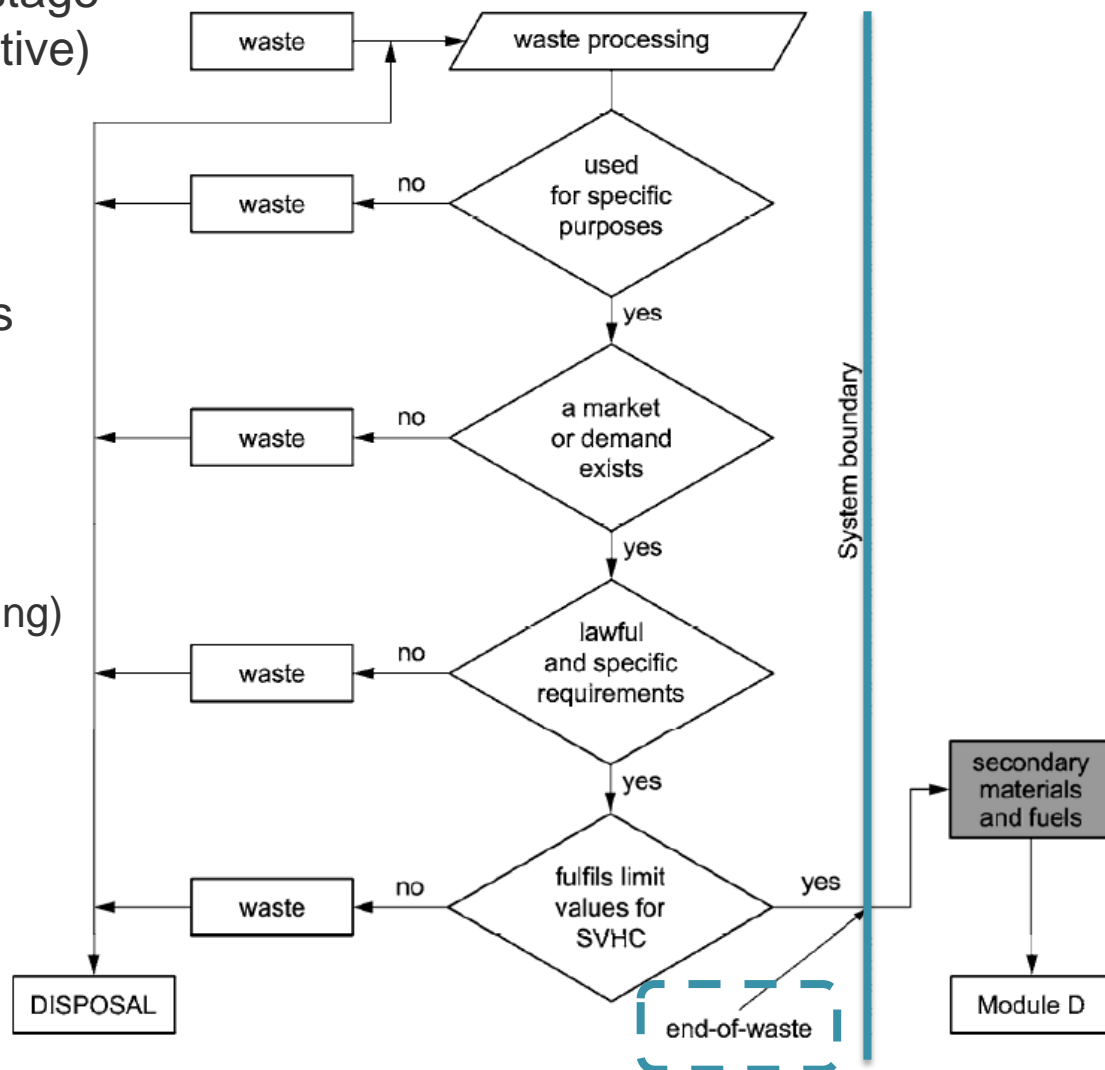 stage
tive)
s
ng)
waste
waste processing
used
for specific
purposes
no
waste
yes
a market
or demand
exists
no
waste
yes
lawful
and specific
requirements
no
waste
yes
fulfils limit
values for
SVHC
no
waste
yes
DISPOSAL
end-of-waste
System boundary
secondary
materials
and fuels
Module D